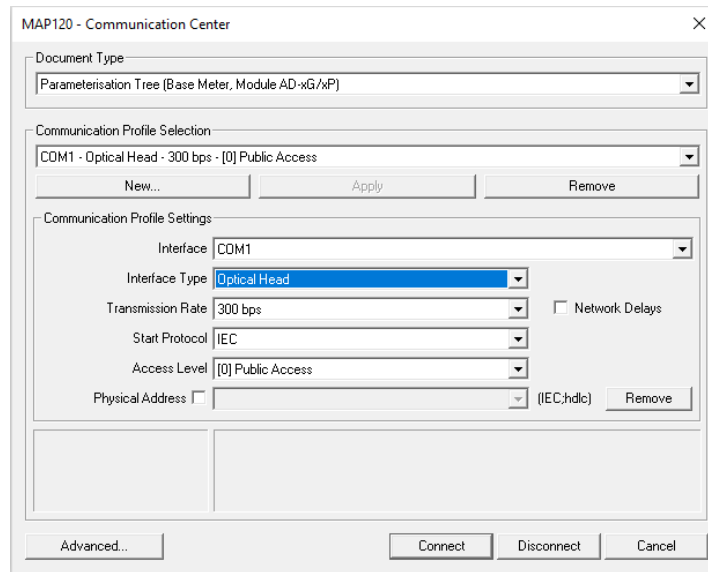 MAP120 - Communication Center
Document Type
Parameterisation Tree (Base Meter, Module AD-xG/xP)
Communication Profile Selection
COM1 - Optical Head - 300 bps - [0] Public Access
New... Apply Remove
Communication Profile Settings
Interface COM1
Interface Type Optical Head
Transmission Rate 300 bps Network Delays
Start Protocol IEC
Access Level [0] Public Access
Physical Address (IEC;hdlc) Remove
Advanced... Connect Disconnect Cancel